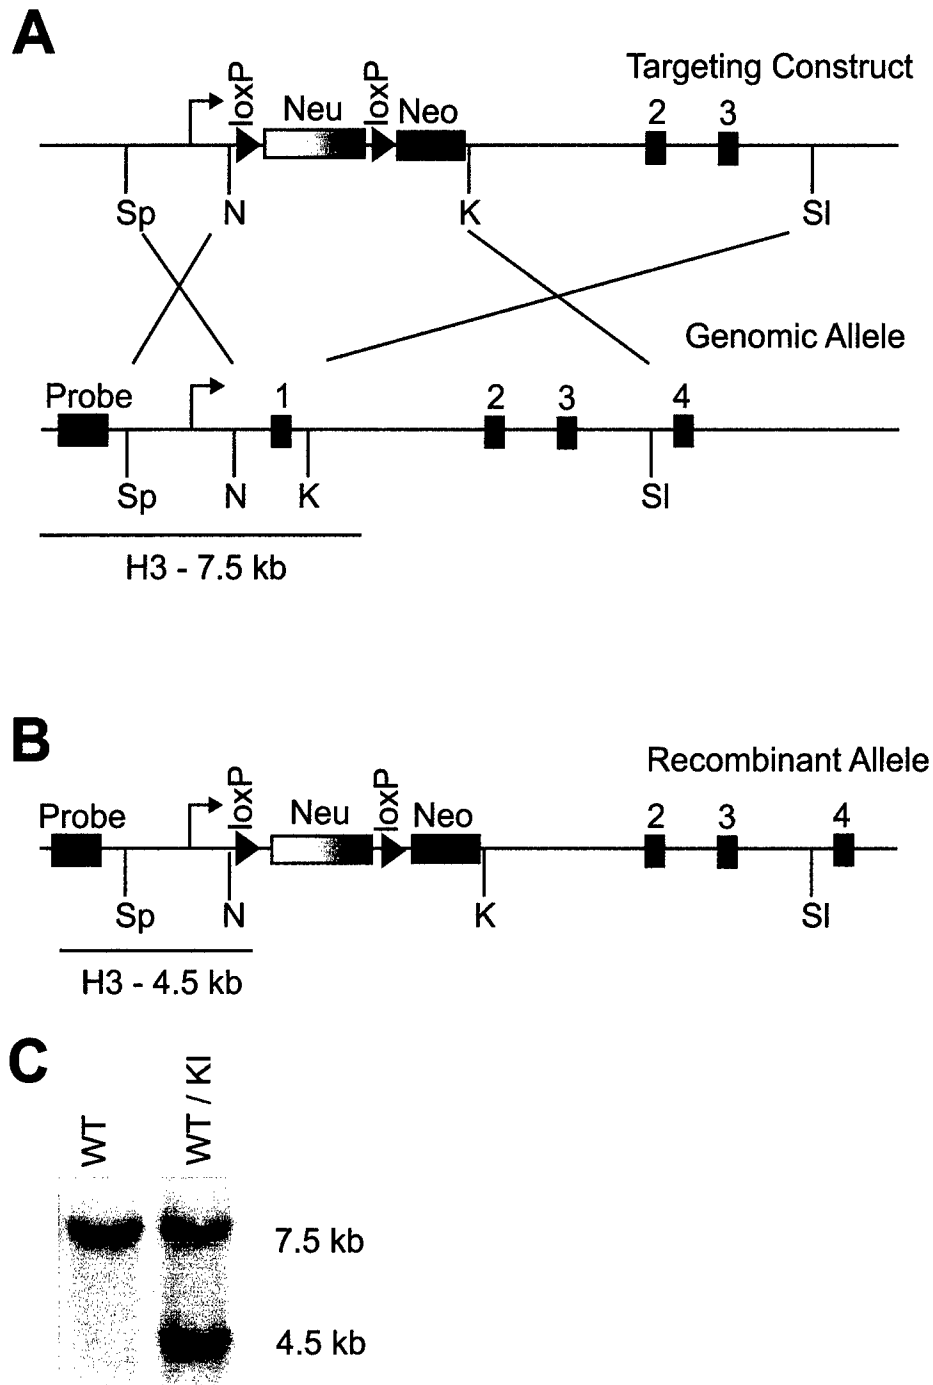 A
Targeting Construct
loxP Neu loxP Neo 2 3
Sp N K Sl
Genomic Allele
Probe 1 2 3 4
Sp N K Sl
H3 - 7.5 kb
B
Recombinant Allele
Probe loxP Neu loxP Neo 2 3 4
Sp N K Sl
H3 - 4.5 kb
C
WT WT / KI
7.5 kb
4.5 kb